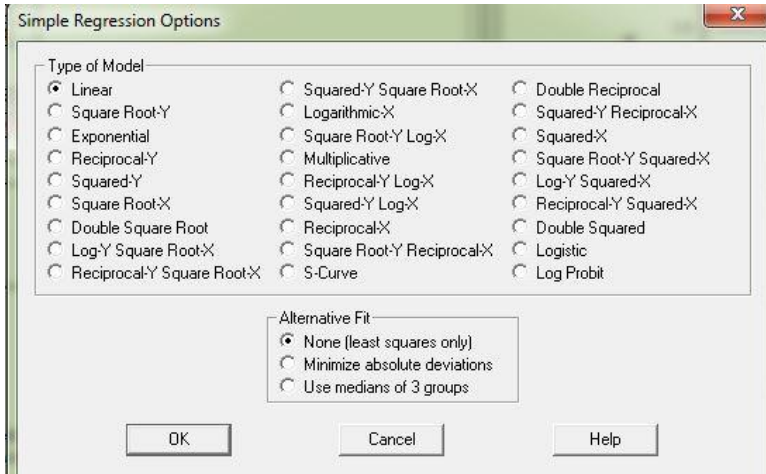 Simple Regression Options
Type of Model
Linear
Square Root-Y
Exponential
Reciprocal-Y
Squared-Y
Square Root-X
Double Square Root
Log-Y Square Root-X
Reciprocal-Y Square Root-X
Squared-Y Square Root-X
Logarithmic-X
Square Root-Y Log-X
Multiplicative
Reciprocal-Y Log-X
Squared-Y Log-X
Reciprocal-X
Square Root-Y Reciprocal-X
S-Curve
Double Reciprocal
Squared-Y Reciprocal-X
Squared-X
Square Root-Y Squared-X
Log-Y Squared-X
Reciprocal-Y Squared-X
Double Squared
Logistic
Log Probit
Alternative Fit
None (least squares only)
Minimize absolute deviations
Use medians of 3 groups
OK
Cancel
Help